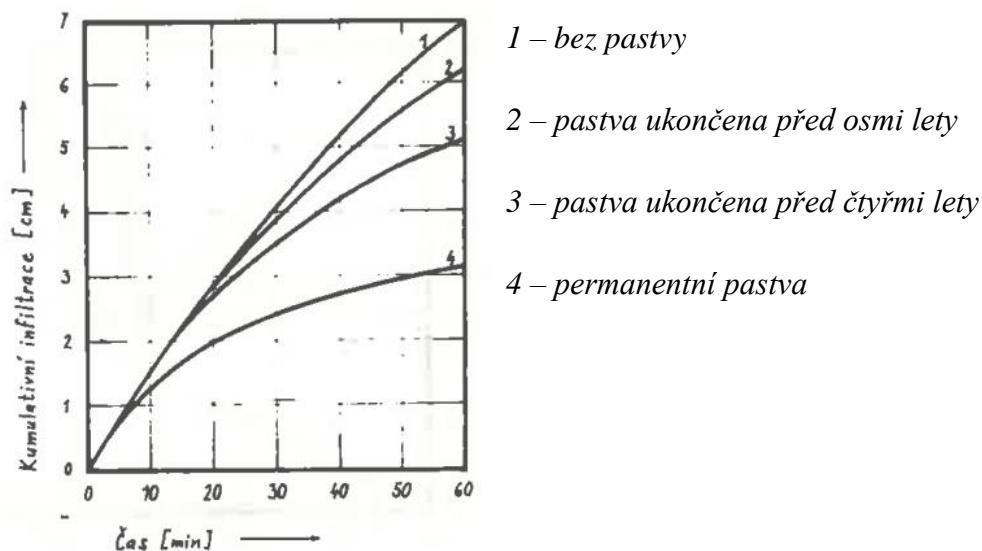 7
6
5
4
3
2
1
0
Kumulativní infiltrace [cm]
0 10 20 30 40 50 60
Čas [min]
1
2
3
4
1 – bez pastvy
2 – pastva ukončena před osmi lety
3 – pastva ukončena před čtyřmi lety
4 – permanentní pastva